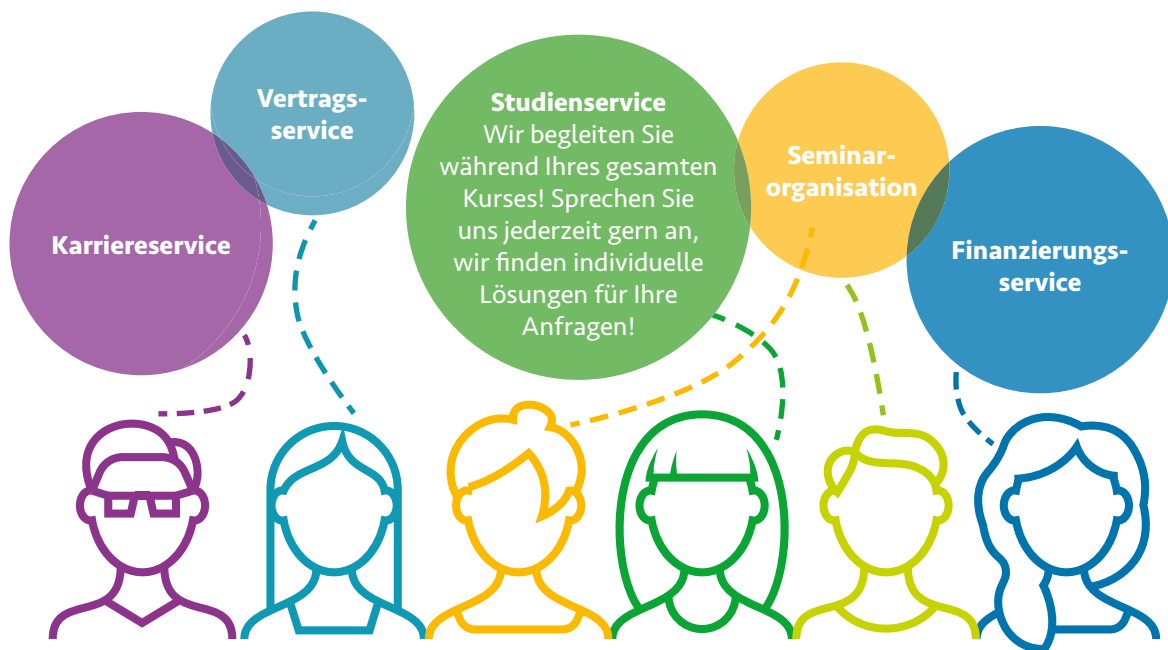 Karriereservice
Vertrags-
service
Studienservice
Wir begleiten Sie
während Ihres gesamten
Kurses! Sprechen Sie
uns jederzeit gern an,
wir finden individuelle
Lösungen für Ihre
Anfragen!
Seminar-
organisation
Finanzierungs-
service